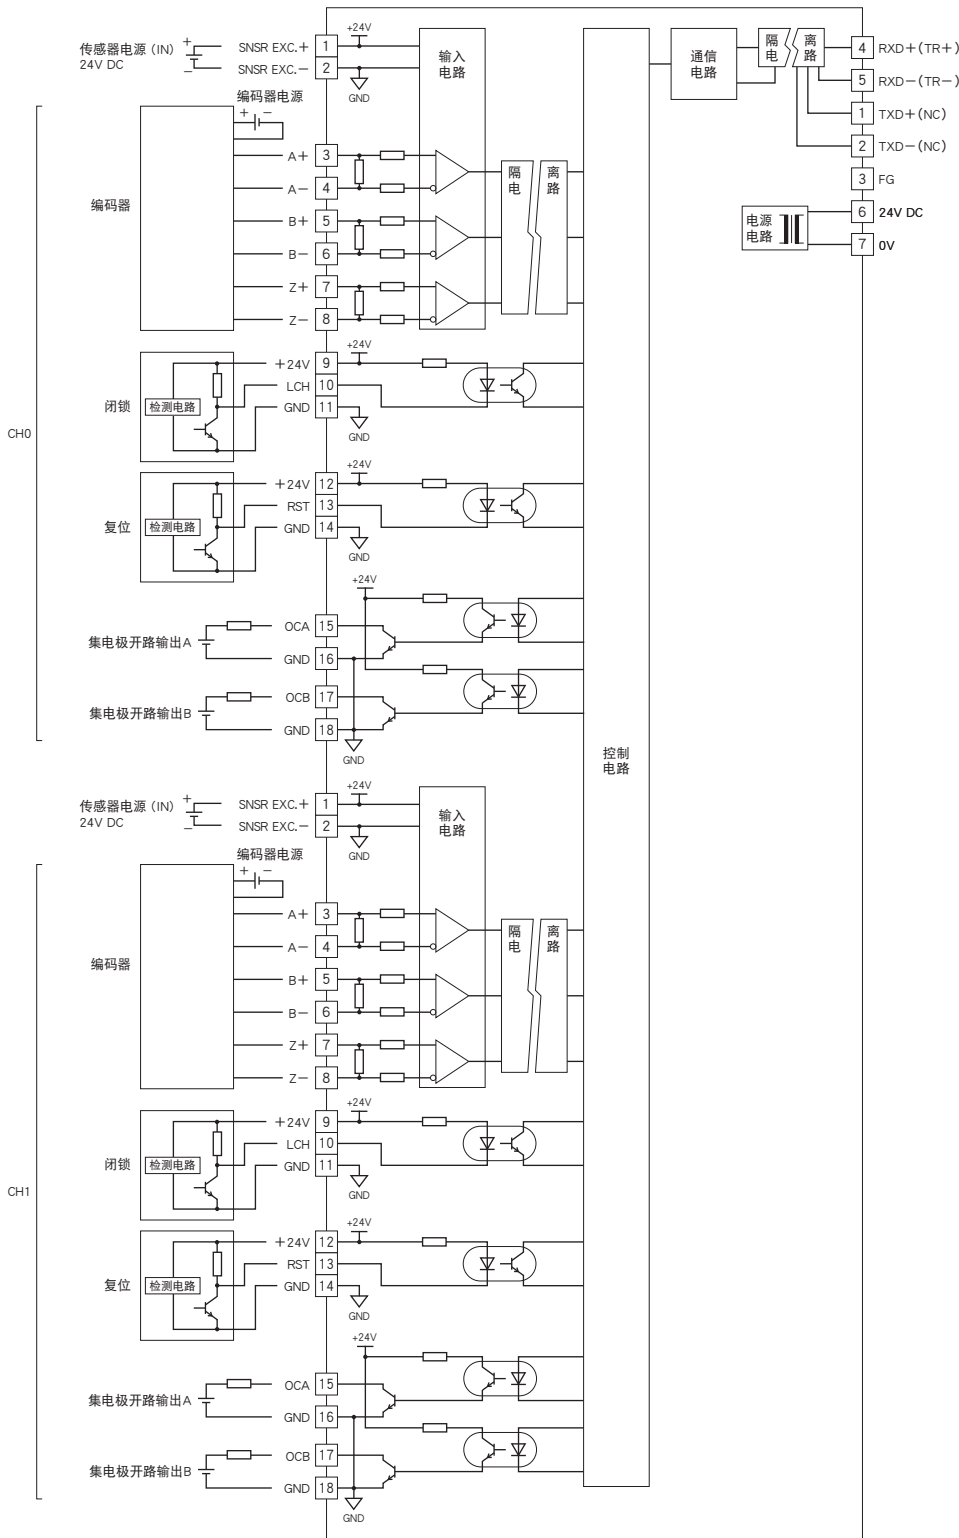 传感器电源 (IN)
24V DC
+
−
SNSR EXC.+ 1
SNSR EXC.− 2
+24V
GND
输入
电路
编码器电源
+ −
编码器
A+ 3
A− 4
B+ 5
B− 6
Z+ 7
Z− 8
隔 离
电 路
CH0
闭锁
检测电路
+24V 9
LCH 10
GND 11
+24V
GND
复位
检测电路
+24V 12
RST 13
GND 14
+24V
GND
+24V
集电极开路输出A
OCA 15
GND 16
集电极开路输出B
OCB 17
GND 18
GND
控制
电路
通信
电路
隔 离
电 路
4 RXD+(TR+)
5 RXD−(TR−)
1 TXD+(NC)
2 TXD−(NC)
3 FG
电源
电路
6 24V DC
7 0V
传感器电源 (IN)
24V DC
+
−
SNSR EXC.+ 1
SNSR EXC.− 2
+24V
GND
输入
电路
编码器电源
+ −
编码器
A+ 3
A− 4
B+ 5
B− 6
Z+ 7
Z− 8
隔 离
电 路
CH1
闭锁
检测电路
+24V 9
LCH 10
GND 11
+24V
GND
复位
检测电路
+24V 12
RST 13
GND 14
+24V
GND
+24V
集电极开路输出A
OCA 15
GND 16
集电极开路输出B
OCB 17
GND 18
GND